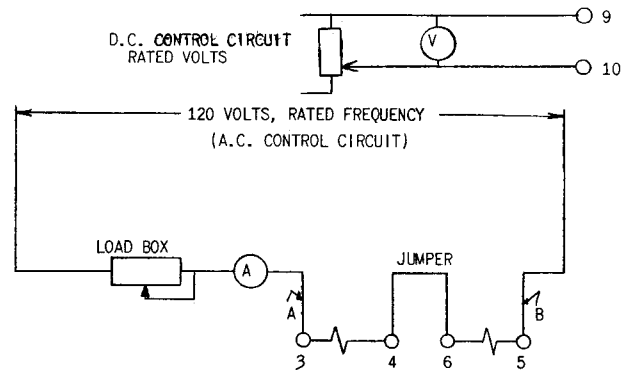 9
D.C. CONTROL CIRCUIT
RATED VOLTS
V
10
120 VOLTS, RATED FREQUENCY
(A.C. CONTROL CIRCUIT)
LOAD BOX
A
JUMPER
A
B
3
4
6
5